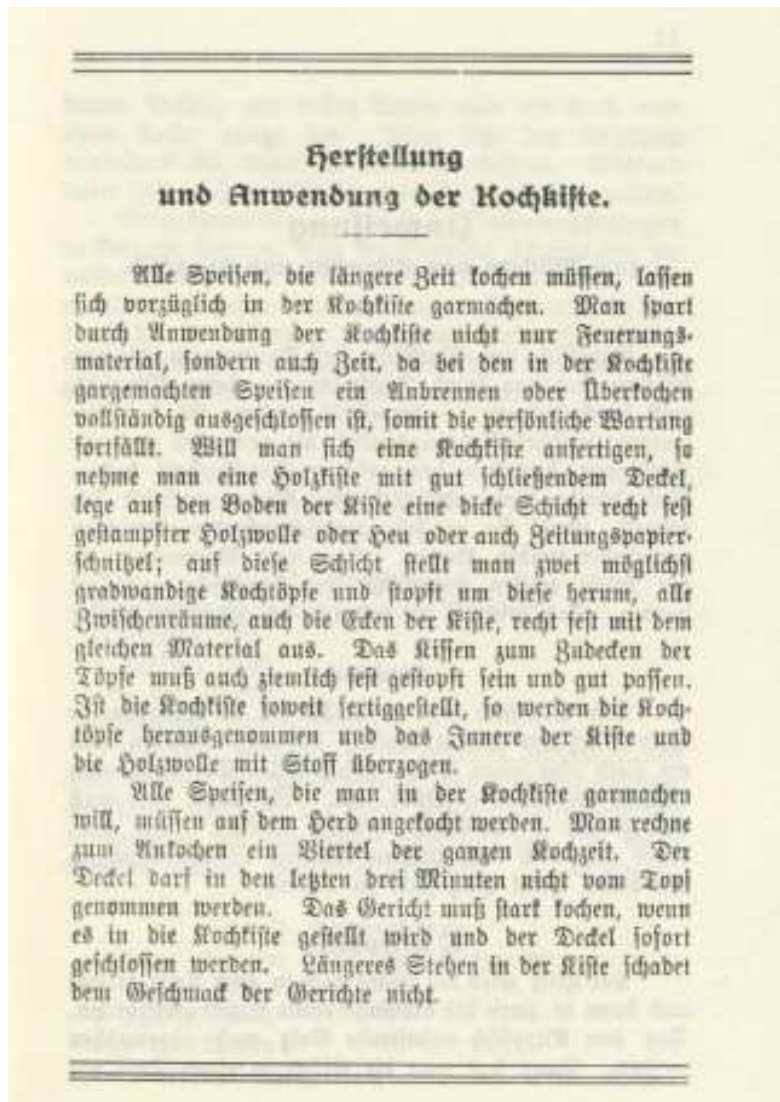 Herstellung
und Anwendung der Kochkiste.
Alle Speisen, die längere Zeit kochen müssen, lassen
sich vorzüglich in der Kochkiste garmachen. Man spart
durch Anwendung der Kochkiste nicht nur Feuerungs-
material, sondern auch Zeit, da bei den in der Kochkiste
gargemachten Speisen ein Anbrennen oder Überkochen
vollständig ausgeschlossen ist, somit die persönliche Wartung
fortfällt. Will man sich eine Kochkiste anfertigen, so
nehme man eine Holzkiste mit gut schließendem Deckel,
lege auf den Boden der Kiste eine dicke Schicht recht fest
gestampfter Holzwolle oder Heu oder auch Zeitungspapier-
schnitzel; auf diese Schicht stellt man zwei möglichst
gradwandige Kochtöpfe und stopft um diese herum, alle
Zwischenräume, auch die Ecken der Kiste, recht fest mit dem
gleichen Material aus. Das Kissen zum Zudecken der
Töpfe muß auch ziemlich fest gestopft sein und gut passen.
Ist die Kochkiste soweit fertiggestellt, so werden die Koch-
töpfe herausgenommen und das Innere der Kiste und
die Holzwolle mit Stoff überzogen.
Alle Speisen, die man in der Kochkiste garmachen
will, müssen auf dem Herd angekocht werden. Man rechne
zum Ankochen ein Viertel der ganzen Kochzeit. Der
Deckel darf in den letzten drei Minuten nicht vom Topf
genommen werden. Das Gericht muß stark kochen, wenn
es in die Kochkiste gestellt wird und der Deckel sofort
geschlossen werden. Längeres Stehen in der Kiste schadet
dem Geschmack der Gerichte nicht.